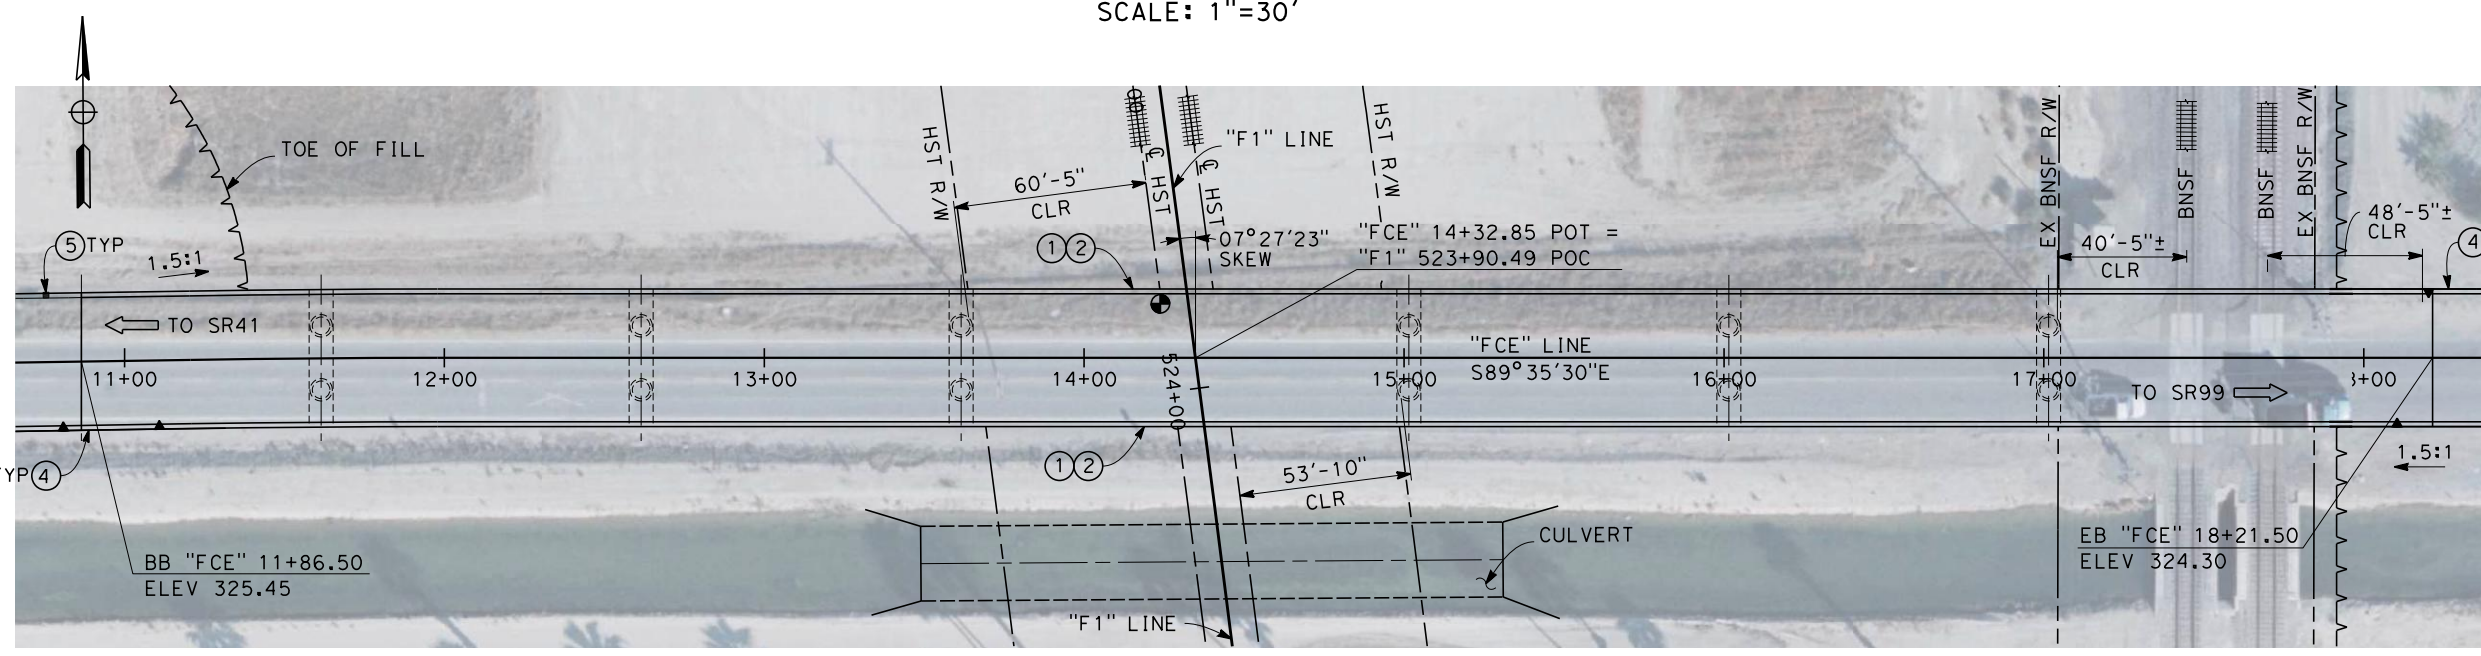 SCALE: 1"=30'
TOE OF FILL
HST R/W
60'-5"
CLR
℄ HST
℄ HST
"F1" LINE
HST R/W
EX BNSF R/W
BNSF
BNSF
EX BNSF R/W
48'-5"±
CLR
40'-5"±
CLR
4
5 TYP
1.5:1
1 2
07°27'23"
SKEW
"FCE" 14+32.85 POT =
"F1" 523+90.49 POC
TO SR41
"FCE" LINE
S89°35'30"E
11+00
12+00
13+00
14+00
524+00
15+00
16+00
17+00
8+00
TO SR99
YP 4
1 2
53'-10"
CLR
1.5:1
CULVERT
BB "FCE" 11+86.50
ELEV 325.45
EB "FCE" 18+21.50
ELEV 324.30
"F1" LINE